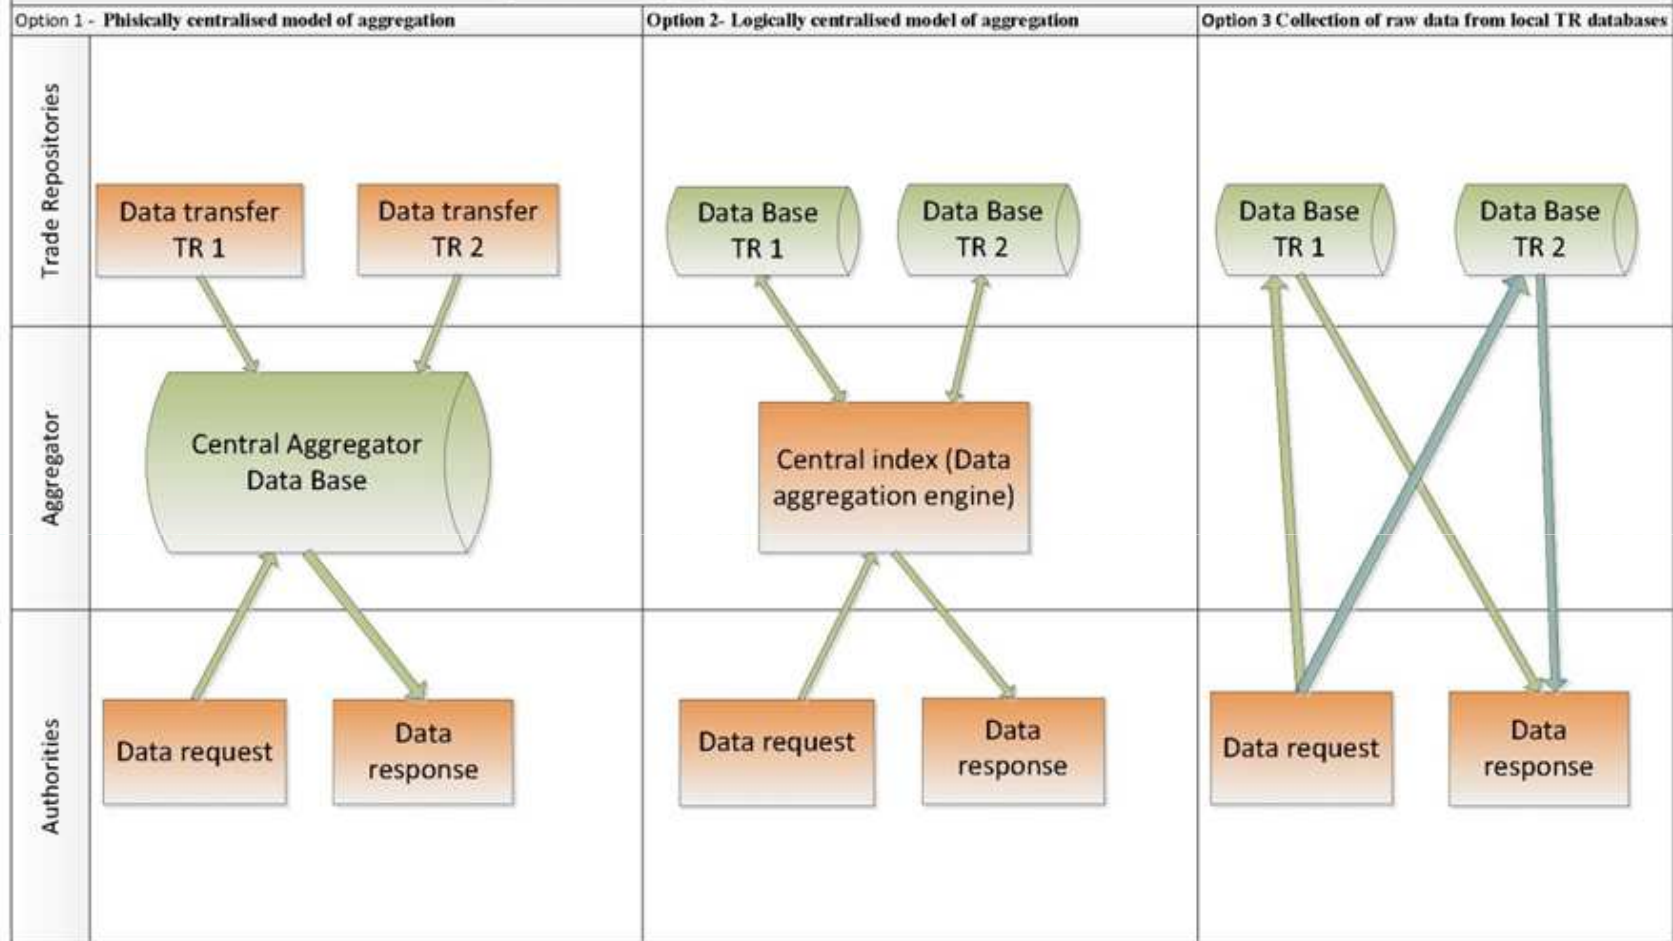 Option 1 - Phisically centralised model of aggregation
Option 2- Logically centralised model of aggregation
Option 3 Collection of raw data from local TR databases
Trade Repositories
Data transfer
TR 1
Data transfer
TR 2
Data Base
TR 1
Data Base
TR 2
Data Base
TR 1
Data Base
TR 2
Aggregator
Central Aggregator
Data Base
Central index (Data
aggregation engine)
Authorities
Data request
Data
response
Data request
Data
response
Data request
Data
response